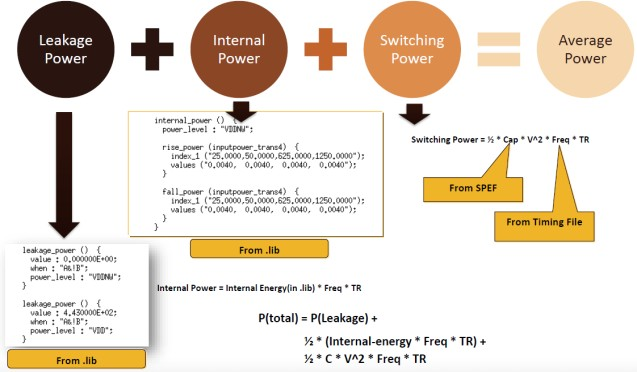 Leakage
Power
Internal
Power
Switching
Power
Average
Power
internal_power () {
power_level : "VDDNW";
rise_power (inputpower_trans4) {
index_1 ("25.0000,50.0000,625.0000,1250.0000");
values ("0.0040, 0.0040, 0.0040, 0.0040");
}
fall_power (inputpower_trans4) {
index_1 ("25.0000,50.0000,625.0000,1250.0000");
values ("0.0040, 0.0040, 0.0040, 0.0040");
}
}
From .lib
Switching Power = ½ * Cap * V^2 * Freq * TR
From SPEF
From Timing File
leakage_power () {
value : 0.000000E+00;
when : "A&!B";
power_level : "VDDNW";
}
leakage_power () {
value : 4.430000E+02;
when : "A&!B";
power_level : "VDD";
}
From .lib
Internal Power = Internal Energy(in .lib) * Freq * TR
P(total) = P(Leakage) +
½ * (Internal-energy * Freq * TR) +
½ * C * V^2 * Freq * TR